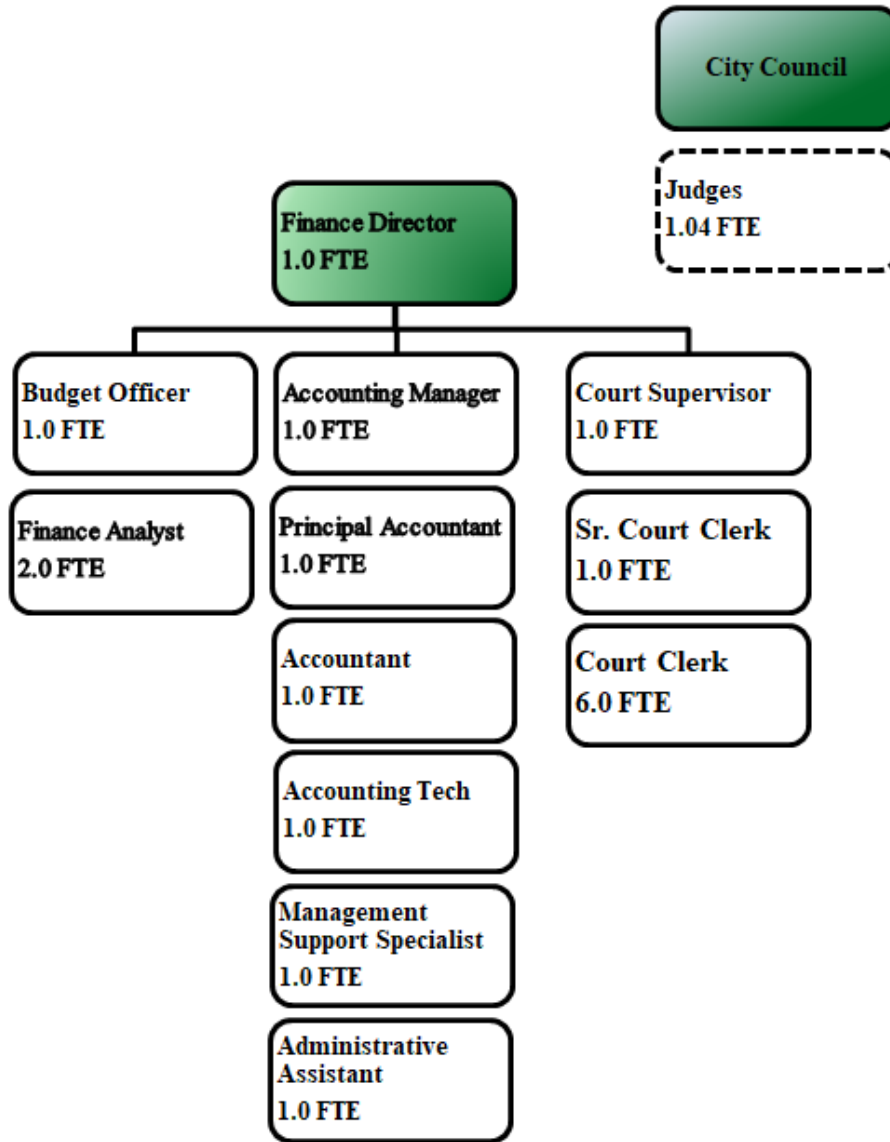 City Council
Judges
1.04 FTE
Finance Director
1.0 FTE
Budget Officer
1.0 FTE
Finance Analyst
2.0 FTE
Accounting Manager
1.0 FTE
Principal Accountant
1.0 FTE
Accountant
1.0 FTE
Accounting Tech
1.0 FTE
Management
Support Specialist
1.0 FTE
Administrative
Assistant
1.0 FTE
Court Supervisor
1.0 FTE
Sr. Court Clerk
1.0 FTE
Court Clerk
6.0 FTE